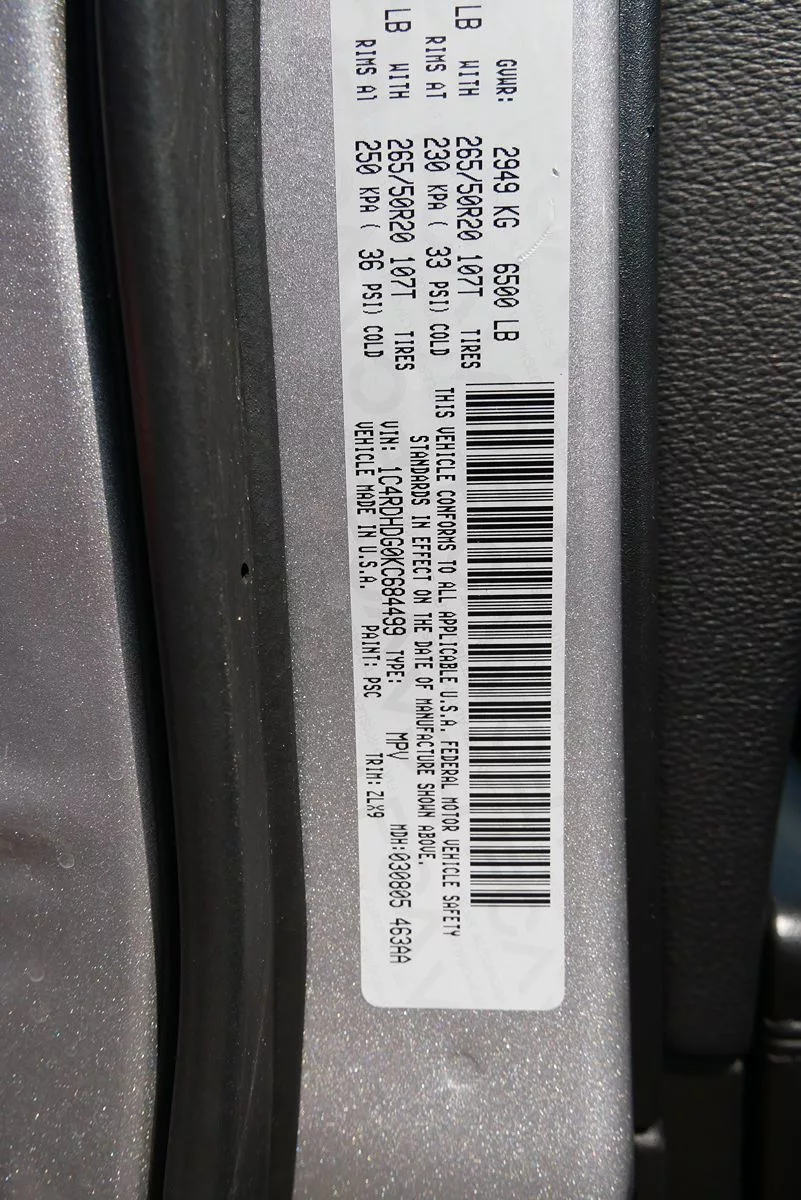 GVWR: 2949 KG 6500 LB
LB WITH 265/50R20 107T TIRES
RIMS AT 230 KPA ( 33 PSI) COLD
LB WITH 265/50R20 107T TIRES
RIMS AT 250 KPA ( 36 PSI) COLD
THIS VEHICLE CONFORMS TO ALL APPLICABLE U.S.A. FEDERAL MOTOR VEHICLE SAFETY
STANDARDS IN EFFECT ON THE DATE OF MANUFACTURE SHOWN ABOVE.
VIN: 1C4RDHDG0KC684499 TYPE: MPV MDH:030805 463AA
VEHICLE MADE IN U.S.A. PAINT: PSC TRIM: ZLX9